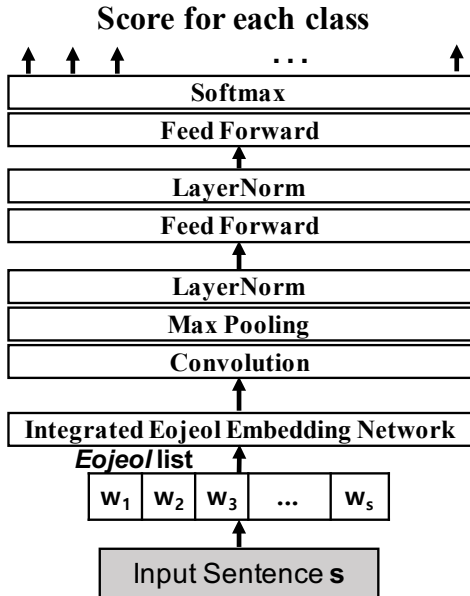 Score for each class
...
Softmax
Feed Forward
LayerNorm
Feed Forward
LayerNorm
Max Pooling
Convolution
Integrated Eojeol Embedding Network
Eojeol list
w1 w2 w3 ... ws
Input Sentence s